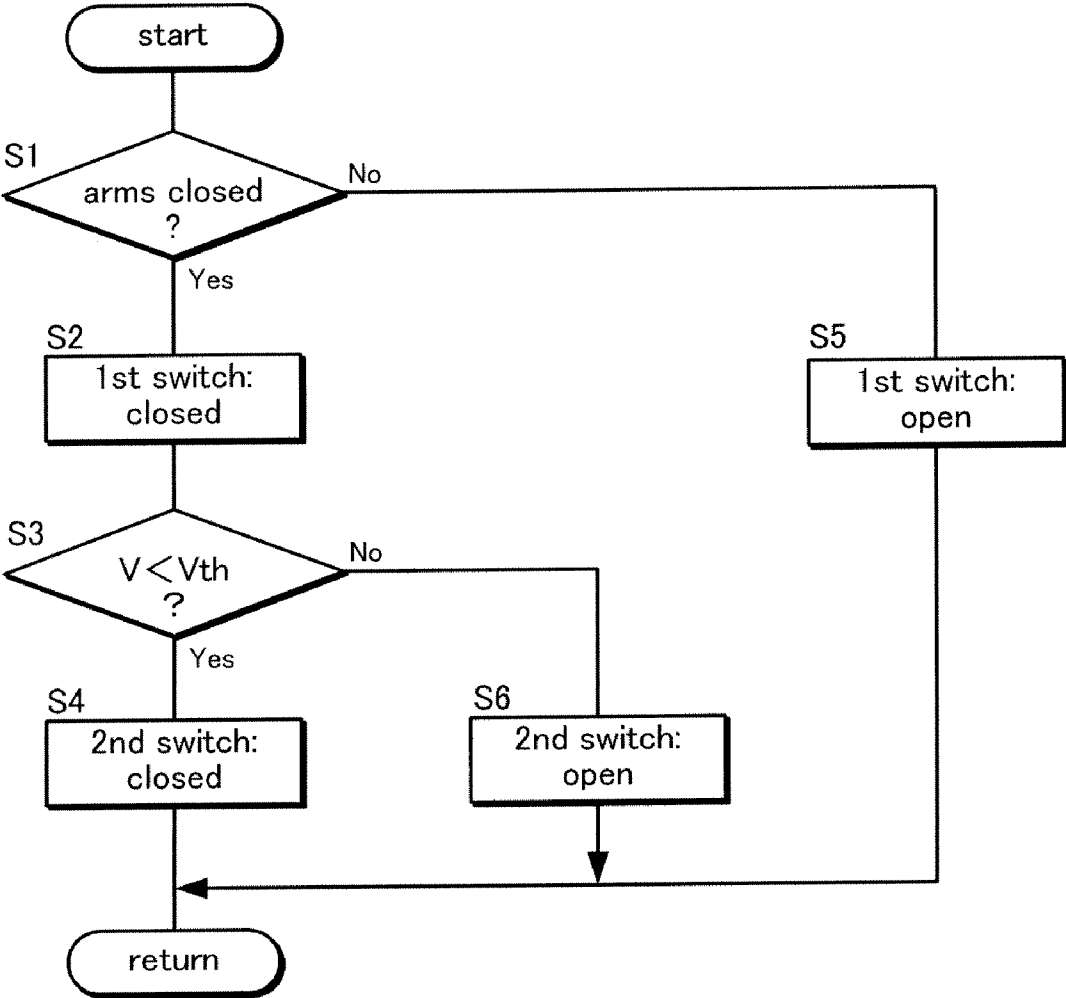 start
S1
arms closed
?
No
Yes
S2
1st switch:
closed
S5
1st switch:
open
S3
V<Vth
?
No
Yes
S4
2nd switch:
closed
S6
2nd switch:
open
return